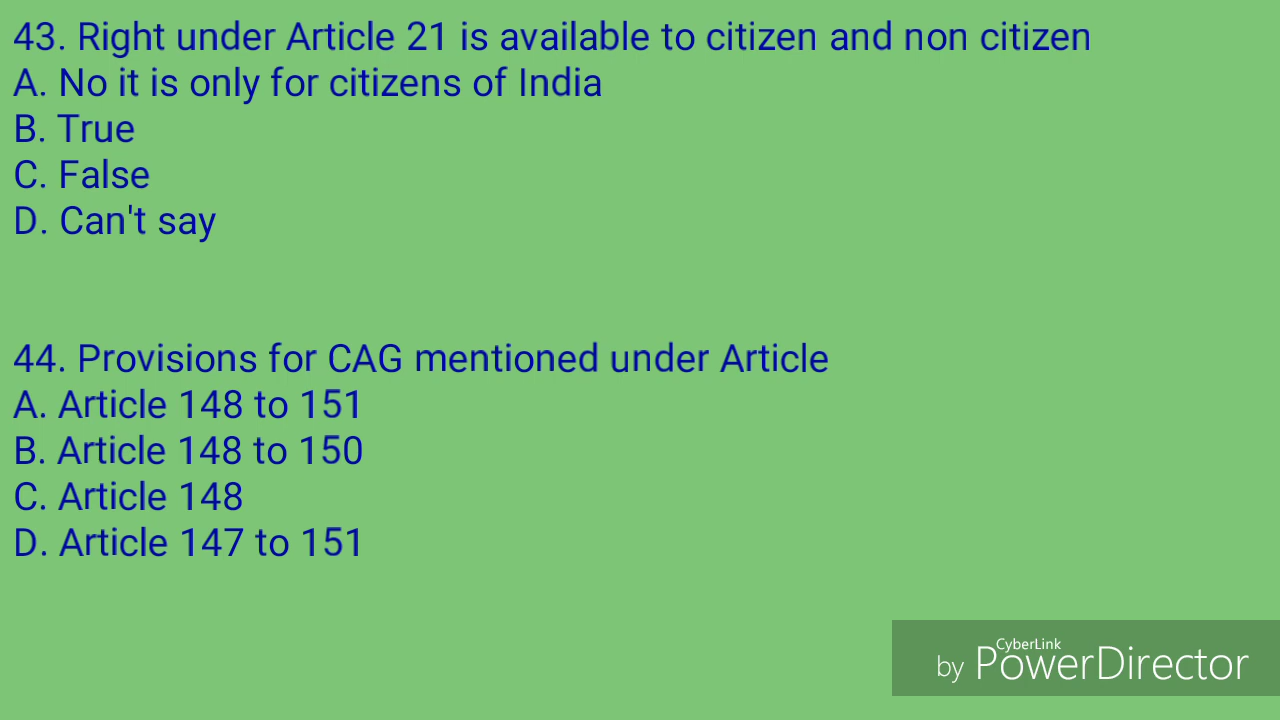 43. Right under Article 21 is available to citizen and non citizen
A. No it is only for citizens of India
B. True
C. False
D. Can't say
44. Provisions for CAG mentioned under Article
A. Article 148 to 151
B. Article 148 to 150
C. Article 148
D. Article 147 to 151
CyberLink
by PowerDirector